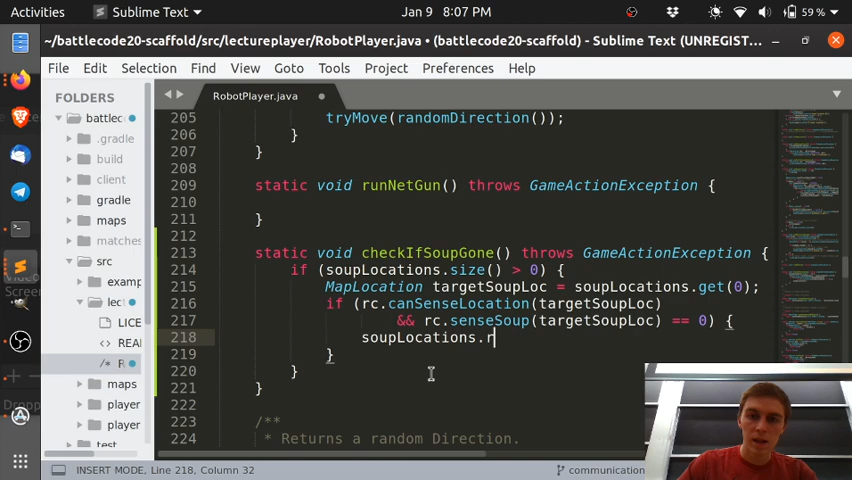 Activities Sublime Text Jan 9 8:07 PM 59 %
~/battlecode20-scaffold/src/lectureplayer/RobotPlayer.java • (battlecode20-scaffold) - Sublime Text (UNREGIST...
File Edit Selection Find View Goto Tools Project Preferences Help
FOLDERS
battlec
.gradle
build
client
gradle
maps
matches
src
examp
lect
LICE
REAI
/* R
maps
player
player
test
RobotPlayer.java
205 tryMove(randomDirection());
206 }
207 }
208
209 static void runNetGun() throws GameActionException {
210
211 }
212
213 static void checkIfSoupGone() throws GameActionException {
214 if (soupLocations.size() > 0) {
215 MapLocation targetSoupLoc = soupLocations.get(0);
216 if (rc.canSenseLocation(targetSoupLoc)
217 && rc.senseSoup(targetSoupLoc) == 0) {
218 soupLocations.r
219 }
220 }
221 }
222
223 /**
224 * Returns a random Direction.
INSERT MODE, Line 218, Column 32
communication